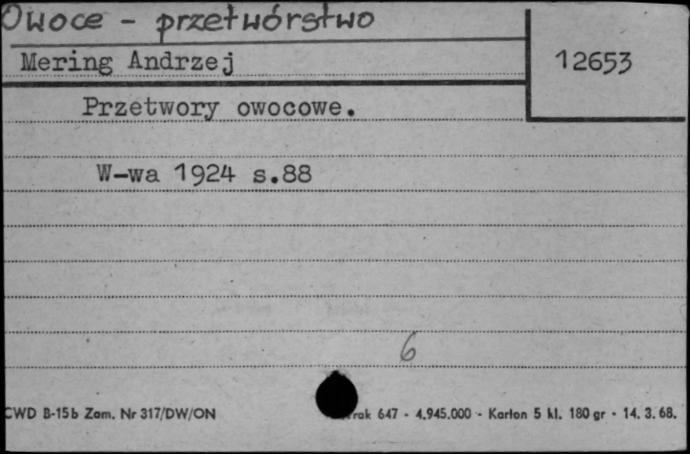 Owoce - przetwórstwo
Mering Andrzej
12653
Przetwory owocowe.
W-wa 1924 s.88
6
CWD B-15b Zam. Nr 317/DW/ON
647 - 4.945.000 - Karton 5 kl. 180 gr - 14. 3. 68.